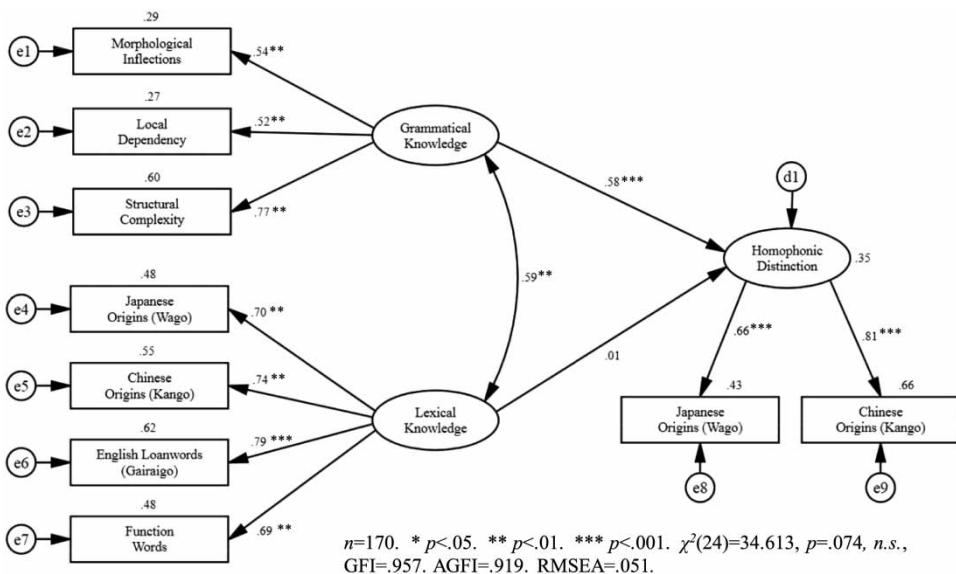 .29
e1
Morphological
Inflections
.54**
.27
e2
Local
Dependency
.52**
Grammatical
Knowledge
.60
e3
Structural
Complexity
.77**
.58***
d1
Homophonic
Distinction
.35
.59**
.48
e4
Japanese
Origins (Wago)
.70**
.01
.66***
.81***
.55
e5
Chinese
Origins (Kango)
.74**
Lexical
Knowledge
.43
Japanese
Origins (Wago)
.66
Chinese
Origins (Kango)
.62
e6
English Loanwords
(Gairaigo)
.79***
e8
e9
.48
e7
Function
Words
.69**
n=170. * p<.05. ** p<.01. *** p<.001. χ²(24)=34.613, p=.074, n.s.,
GFI=.957. AGFI=.919. RMSEA=.051.